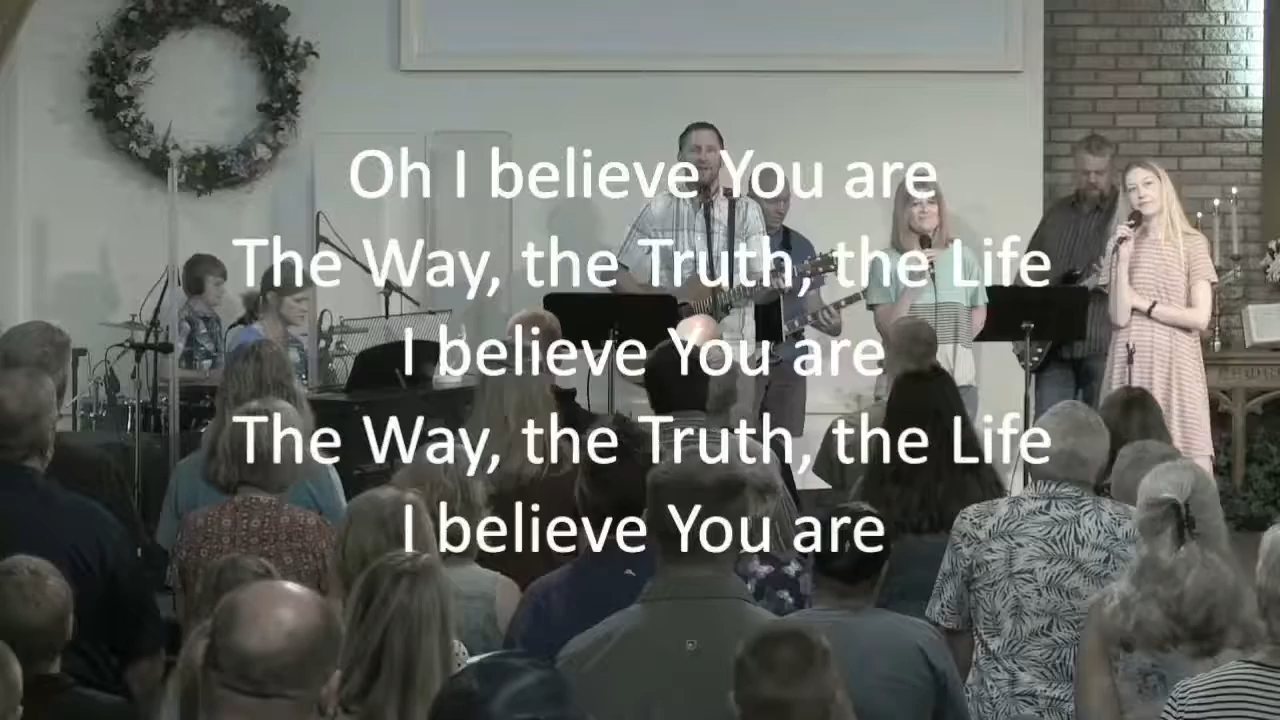 Oh I believe You are
The Way, the Truth, the Life
I believe You are
The Way, the Truth, the Life
I believe You are